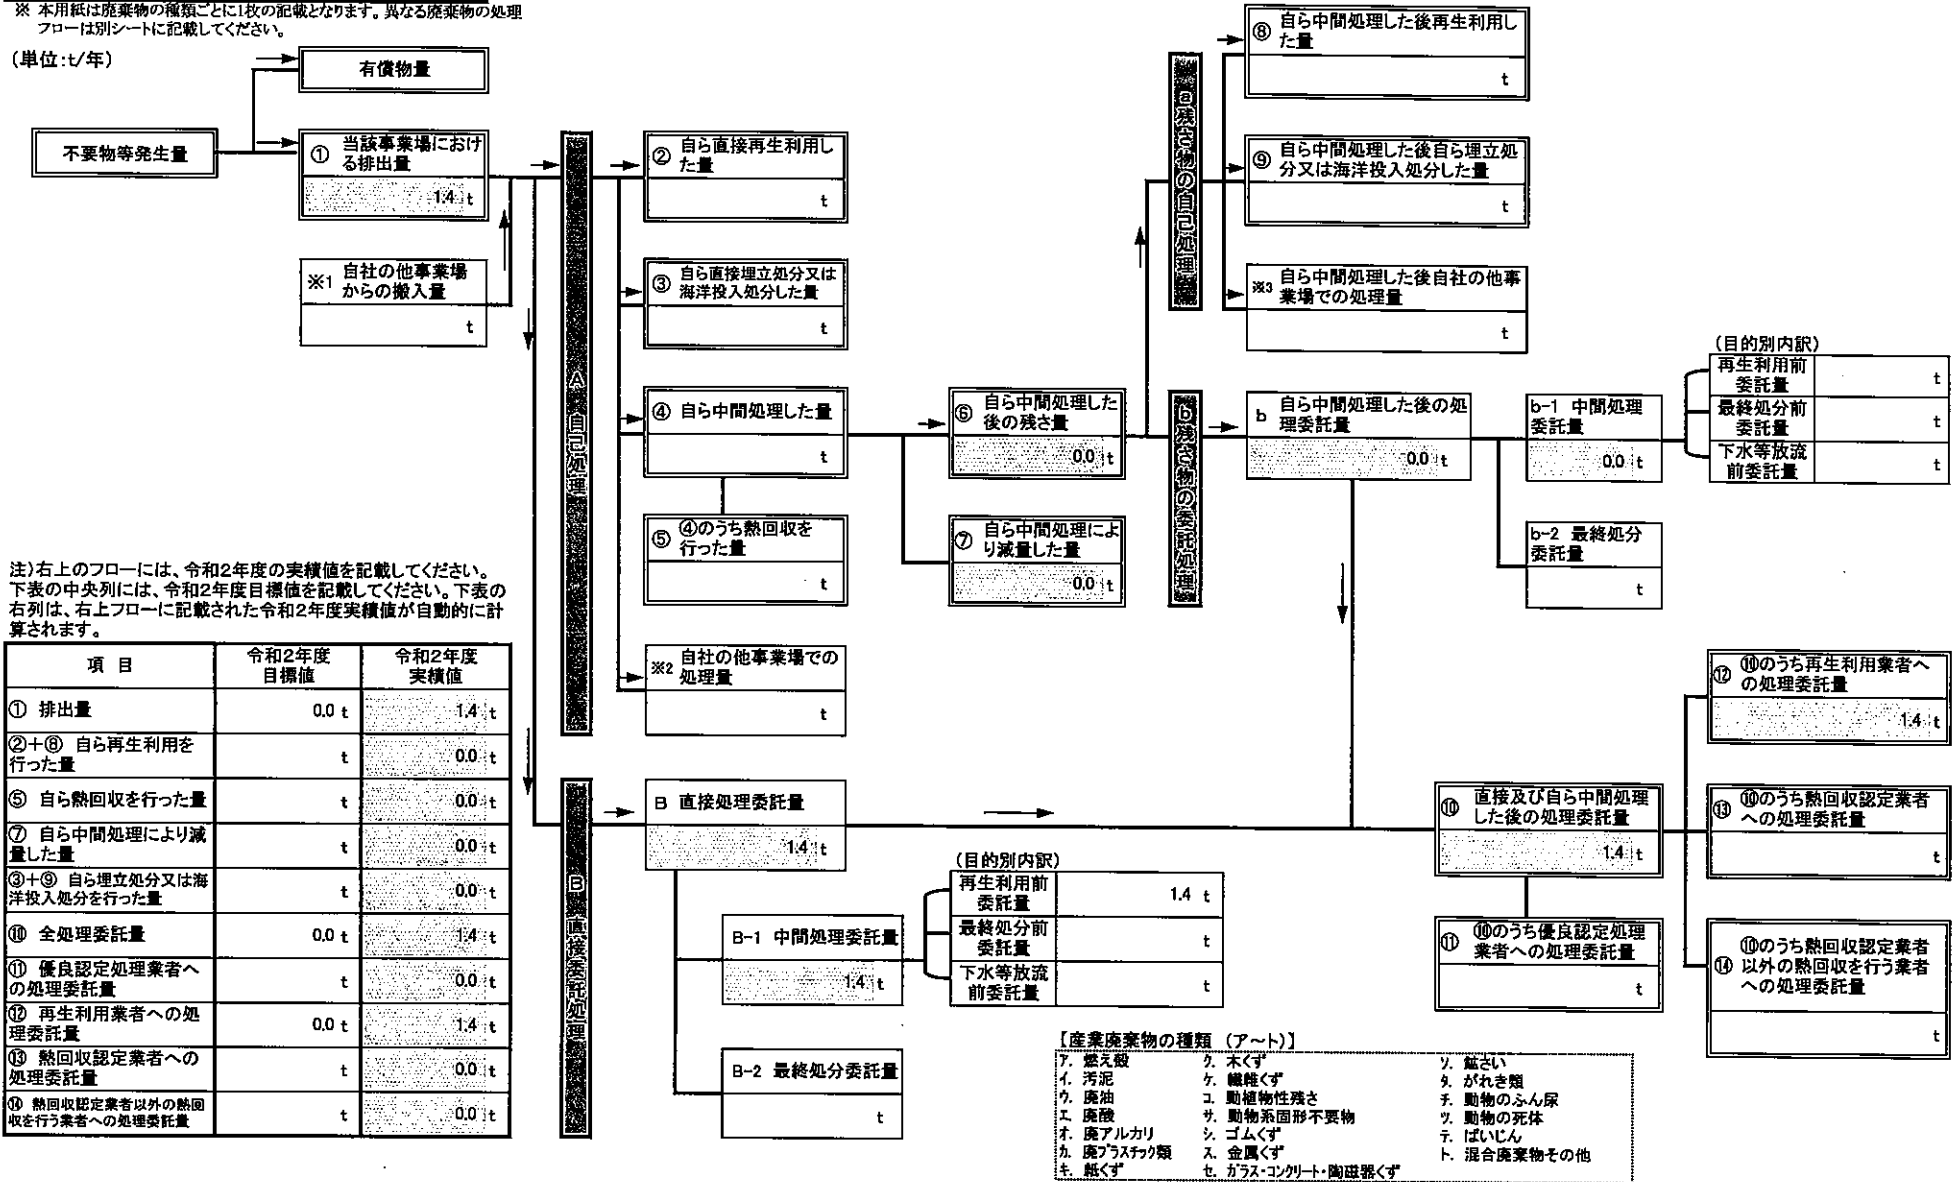 ※ 本用紙は廃棄物の種類ごとに1枚の記載となります。異なる廃棄物の処理
フローは別シートに記載してください。
(単位:t/年)
不要物等発生量
有償物量
① 当該事業場におけ
る排出量
1.4 t
※1 自社の他事業場
からの搬入量
t
A 自己処理
② 自ら直接再生利用し
た量
t
③ 自ら直接埋立処分又は
海洋投入処分した量
t
④ 自ら中間処理した量
t
⑤ ④のうち熱回収を
行った量
t
※2 自社の他事業場での
処理量
t
⑥ 自ら中間処理した
後の残さ量
0.0 t
⑦ 自ら中間処理によ
り減量した量
0.0 t
a 残さ物の自己処理
⑧ 自ら中間処理した後再生利用し
た量
t
⑨ 自ら中間処理した後自ら埋立処
分又は海洋投入処分した量
t
※3 自ら中間処理した後自社の他事
業場での処理量
t
b 残さ物の委託処理
b 自ら中間処理した後の処
理委託量
0.0 t
b-1 中間処理
委託量
0.0 t
b-2 最終処分
委託量
t
(目的別内訳)
再生利用前
委託量 t
最終処分前
委託量 t
下水等放流
前委託量 t
注)右上のフローには、令和2年度の実績値を記載してください。
下表の中央列には、令和2年度目標値を記載してください。下表の
右列は、右上フローに記載された令和2年度実績値が自動的に計
算されます。
項 目 令和2年度
目標値 令和2年度
実績値
① 排出量 0.0 t 1.4 t
②+⑧ 自ら再生利用を
行った量 t 0.0 t
⑤ 自ら熱回収を行った量 t 0.0 t
⑦ 自ら中間処理により減
量した量 t 0.0 t
③+⑨ 自ら埋立処分又は海
洋投入処分を行った量 t 0.0 t
⑩ 全処理委託量 0.0 t 1.4 t
⑪ 優良認定処理業者へ
の処理委託量 t 0.0 t
⑫ 再生利用業者への処
理委託量 0.0 t 1.4 t
⑬ 熱回収認定業者への
処理委託量 t 0.0 t
⑭ 熱回収認定業者以外の熱回
収を行う業者への処理委託量 t 0.0 t
B 直接委託処理
B 直接処理委託量
1.4 t
B-1 中間処理委託量
1.4 t
B-2 最終処分委託量
t
(目的別内訳)
再生利用前
委託量 1.4 t
最終処分前
委託量 t
下水等放流
前委託量 t
⑩ 直接及び自ら中間処理
した後の処理委託量
1.4 t
⑪ ⑩のうち優良認定処理
業者への処理委託量
t
⑫ ⑩のうち再生利用業者へ
の処理委託量
1.4 t
⑬ ⑩のうち熱回収認定業者
への処理委託量
t
⑭ ⑩のうち熱回収認定業者
以外の熱回収を行う業者
への処理委託量
t
【産業廃棄物の種類 (ア~ト)】
ア. 燃え殻 ク. 木くず ソ. 鉱さい
イ. 汚泥 ケ. 繊維くず タ. がれき類
ウ. 廃油 コ. 動植物性残さ チ. 動物のふん尿
エ. 廃酸 サ. 動物系固形不要物 ツ. 動物の死体
オ. 廃アルカリ シ. ゴムくず テ. ばいじん
カ. 廃プラスチック類 ス. 金属くず ト. 混合廃棄物その他
キ. 紙くず セ. ガラス・コンクリート・陶磁器くず